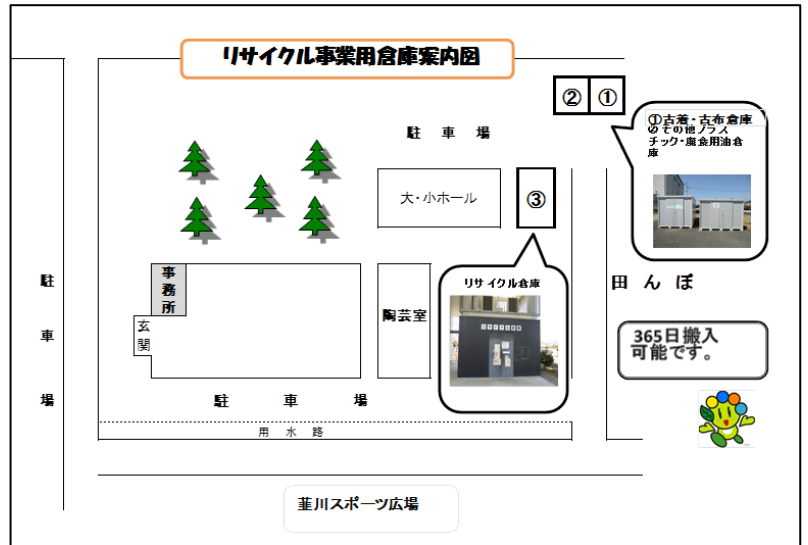 リサイクル事業用倉庫案内図
② ①
①古着・古布倉庫
②その他プラス
チック・廃食用油倉
庫
駐車場
大・小ホール
③
リサイクル倉庫
事務所
玄関
陶芸室
駐車場
田んぼ
365日搬入
可能です。
駐車場
用水路
韮川スポーツ広場